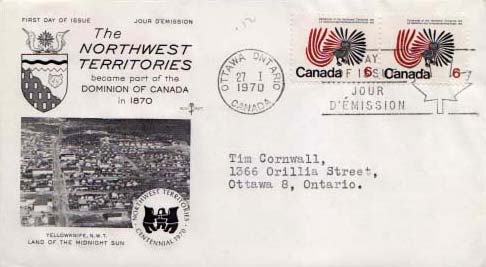 FIRST DAY OF ISSUE JOUR D'ÉMISSION
The
NORTHWEST
TERRITORIES
became part of the
DOMINION OF CANADA
in 1870
OTTAWA ONTARIO
27 I
1970
CANADA
Canada 6
Canada 6
DAY
OF ISSUE
JOUR
D'ÉMISSION
Tim Cornwall,
1366 Orillia Street,
Ottawa 8, Ontario.
NORTHWEST TERRITORIES
CENTENNIAL 1970
YELLOWKNIFE, N.W.T.
LAND OF THE MIDNIGHT SUN